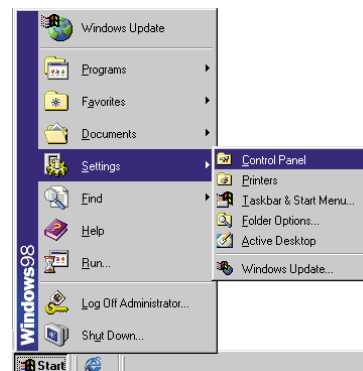 Windows Update
Programs
Favorites
Documents
Settings
Find
Help
Run...
Log Off Administrator...
Shut Down...
Windows98
Control Panel
Printers
Taskbar & Start Menu...
Folder Options...
Active Desktop
Windows Update...
Start